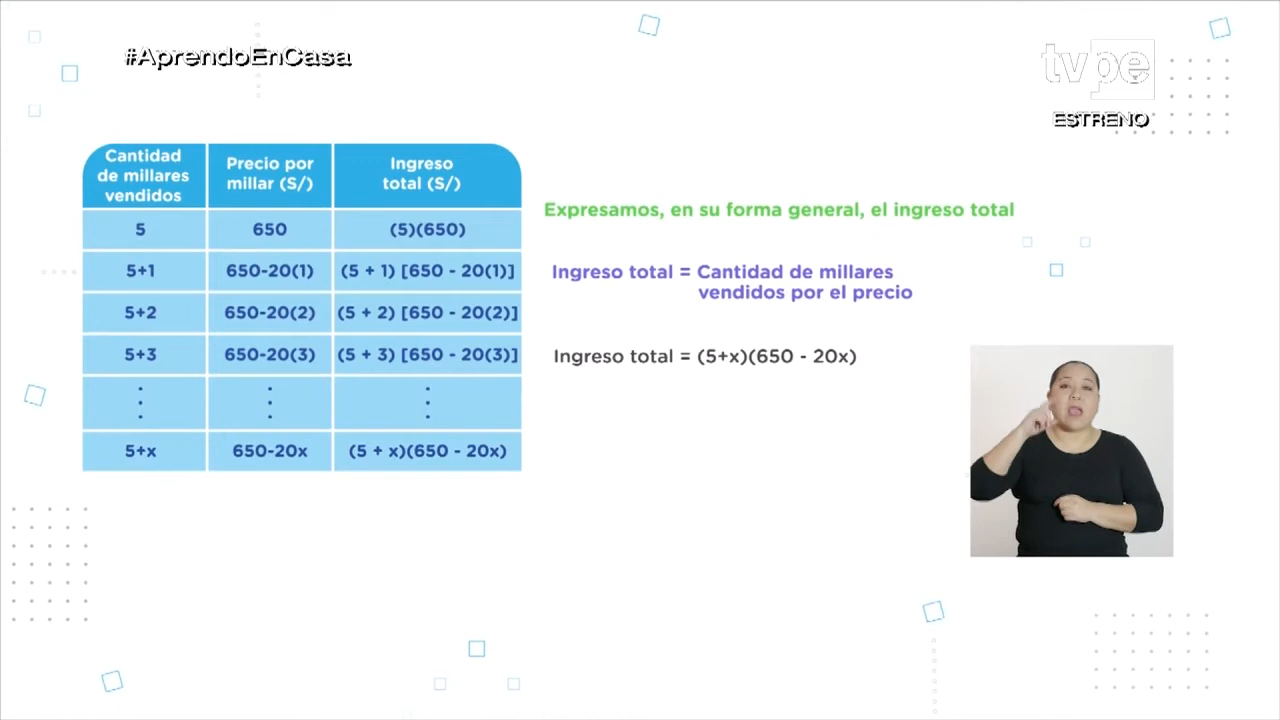 #AprendoEnCasa
tvpe
ESTRENO
Cantidad
de millares
vendidos
Precio por
millar (S/)
Ingreso
total (S/)
5
650
(5)(650)
5+1
650-20(1)
(5 + 1) [650 - 20(1)]
5+2
650-20(2)
(5 + 2) [650 - 20(2)]
5+3
650-20(3)
(5 + 3) [650 - 20(3)]
5+x
650-20x
(5 + x)(650 - 20x)
Expresamos, en su forma general, el ingreso total
Ingreso total = Cantidad de millares
vendidos por el precio
Ingreso total = (5+x)(650 - 20x)